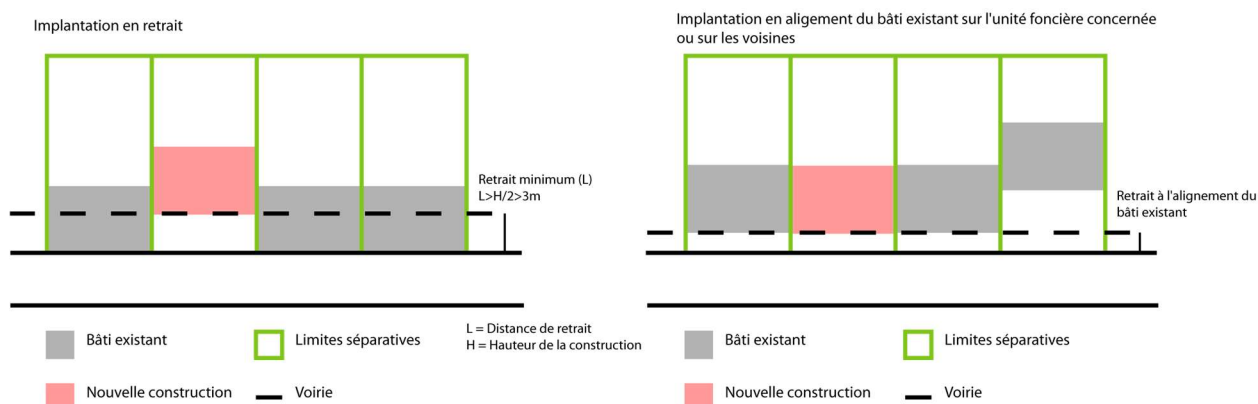 Implantation en retrait
Retrait minimum (L)
L>H/2>3m
Bâti existant
Limites séparatives
L = Distance de retrait
H = Hauteur de la construction
Nouvelle construction
Voirie
Implantation en aligement du bâti existant sur l'unité foncière concernée
ou sur les voisines
Retrait à l'alignement du
bâti existant
Bâti existant
Limites séparatives
Nouvelle construction
Voirie